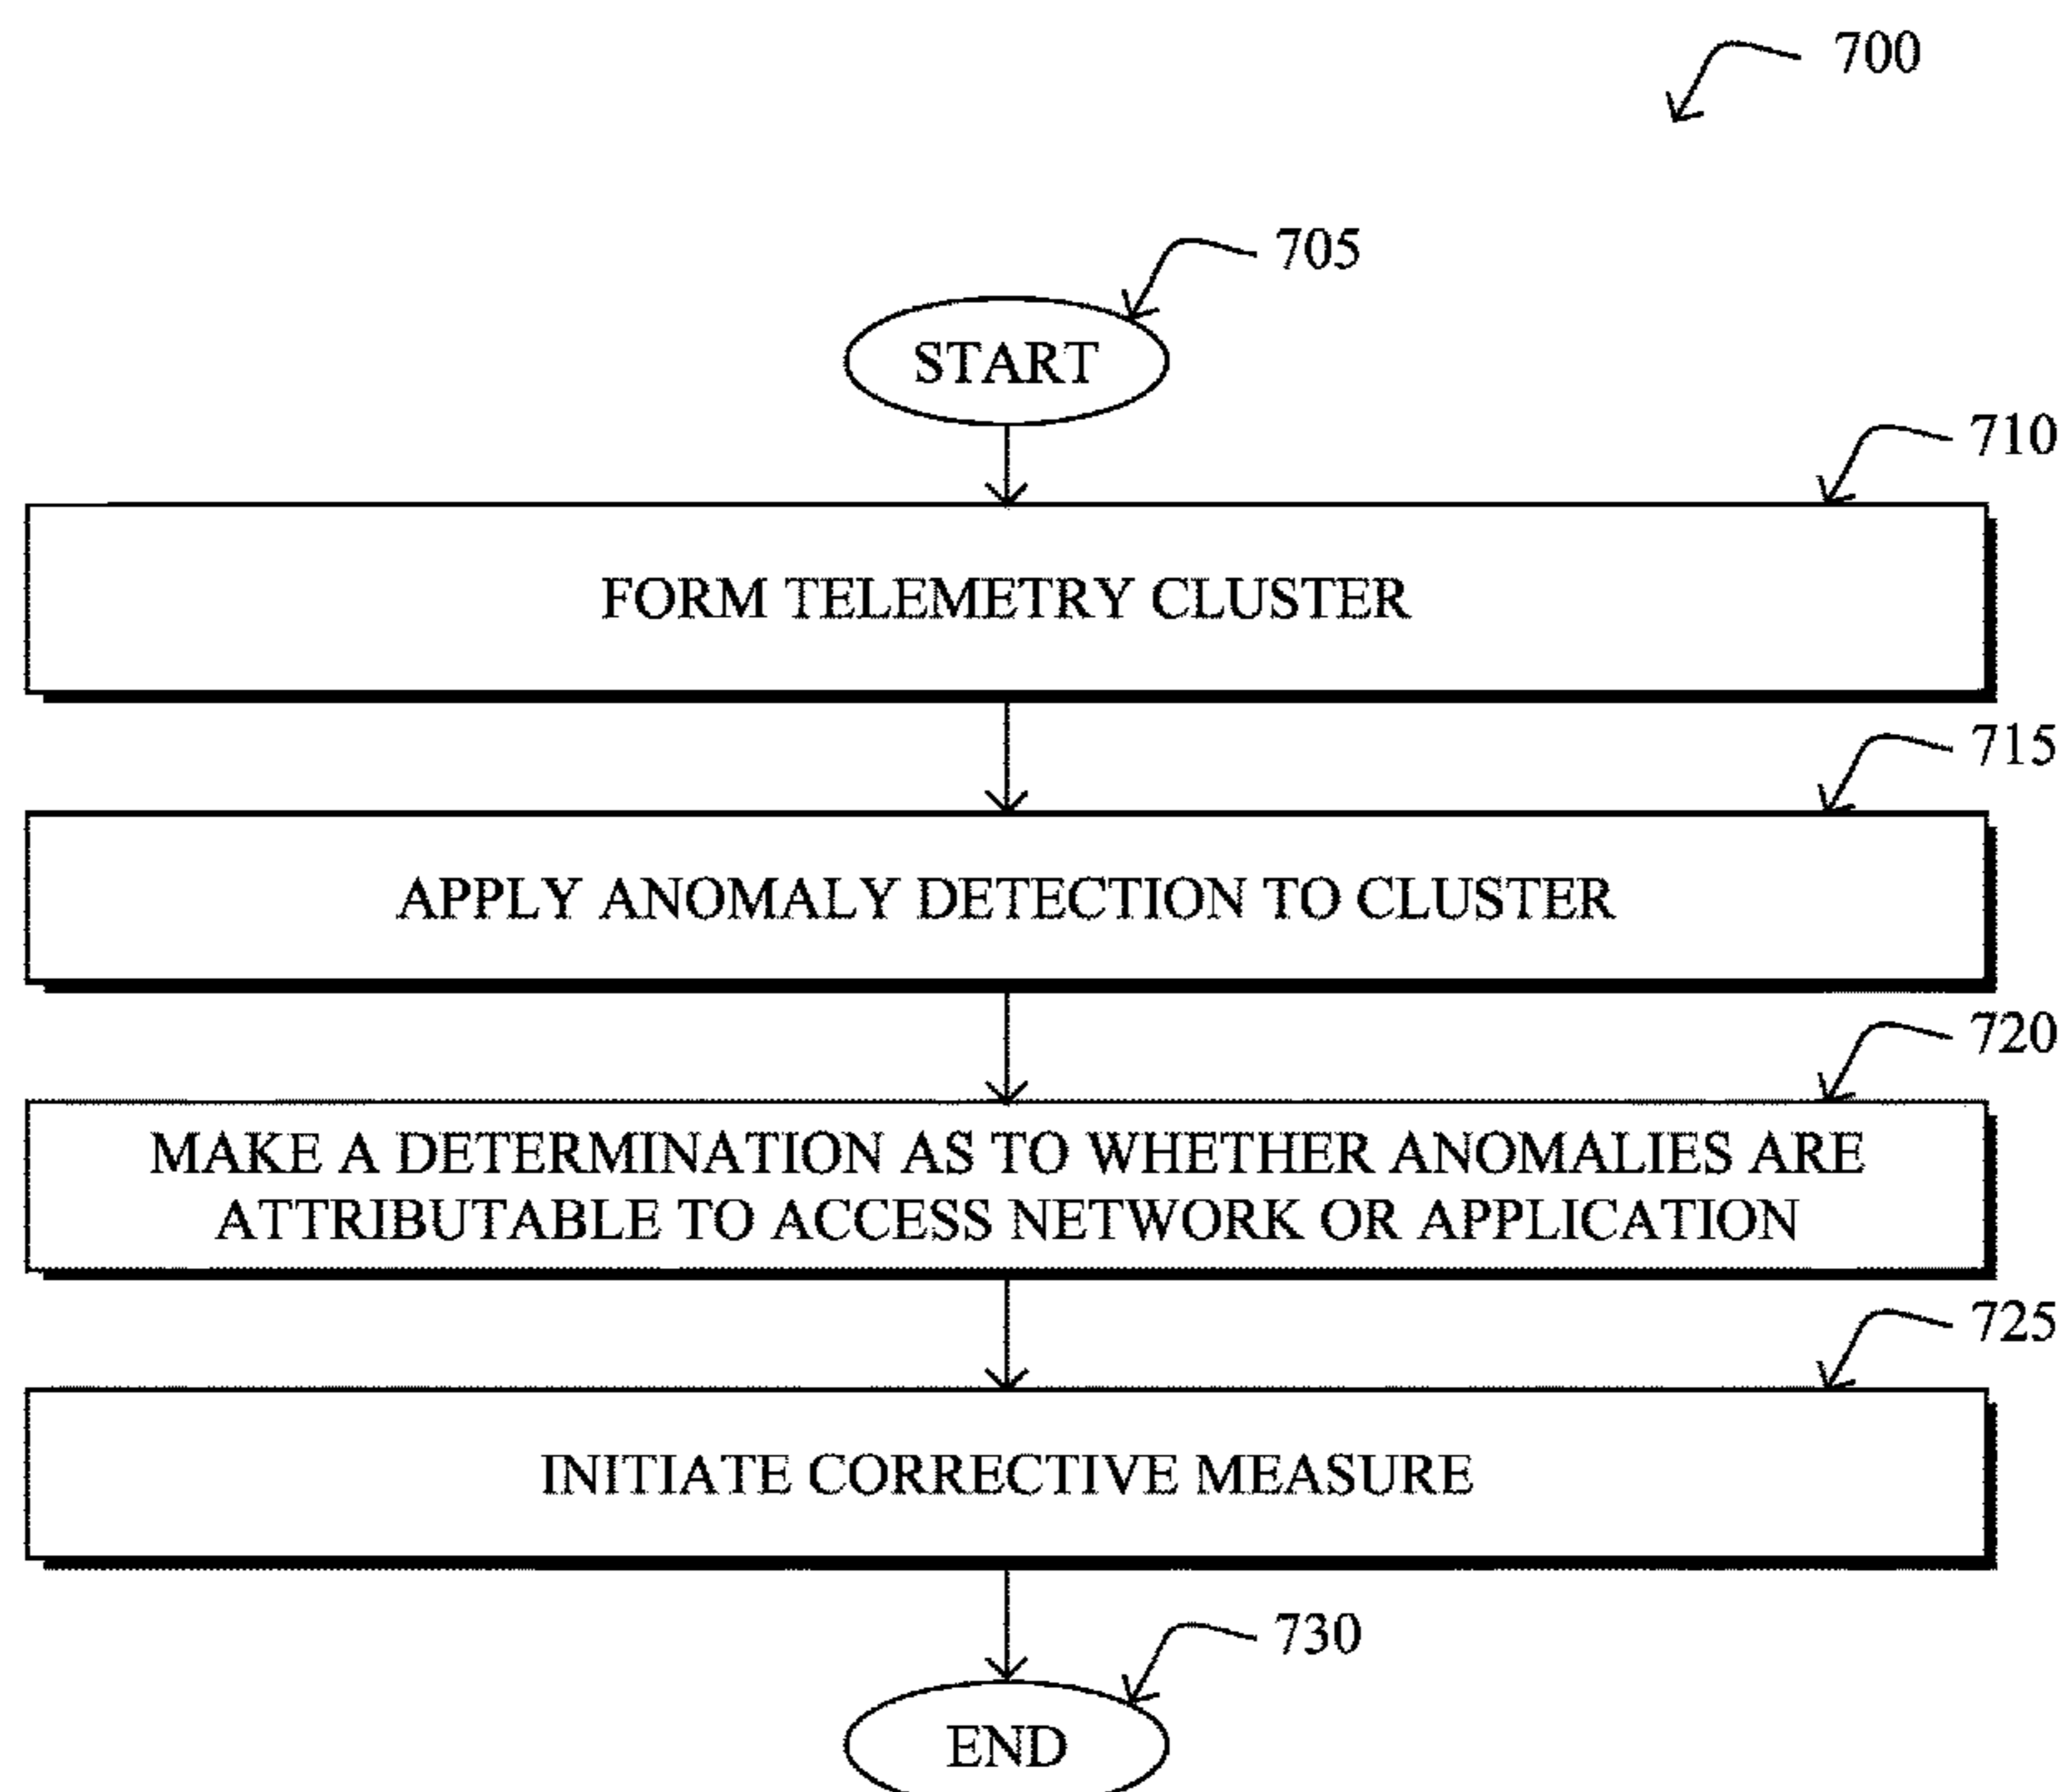 700
705
START
710
FORM TELEMETRY CLUSTER
715
APPLY ANOMALY DETECTION TO CLUSTER
720
MAKE A DETERMINATION AS TO WHETHER ANOMALIES ARE
ATTRIBUTABLE TO ACCESS NETWORK OR APPLICATION
725
INITIATE CORRECTIVE MEASURE
730
END